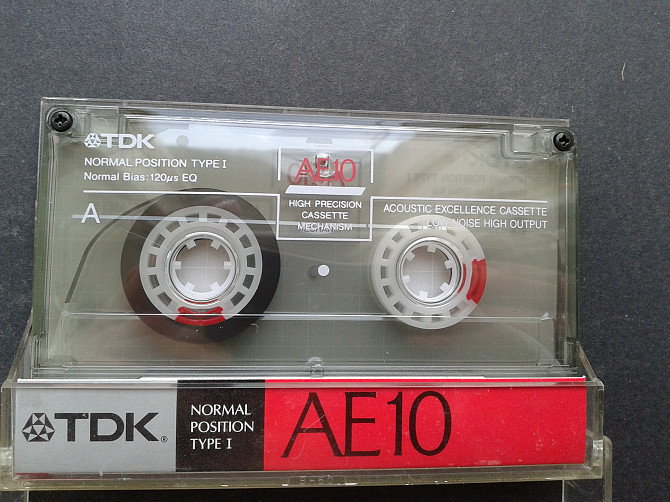 TDK
NORMAL POSITION TYPE I
Normal Bias: 120µs EQ
A
AE10
HIGH PRECISION
CASSETTE
MECHANISM
ACOUSTIC EXCELLENCE CASSETTE
LOW NOISE HIGH OUTPUT
TDK®
NORMAL
POSITION
TYPE I
AE10